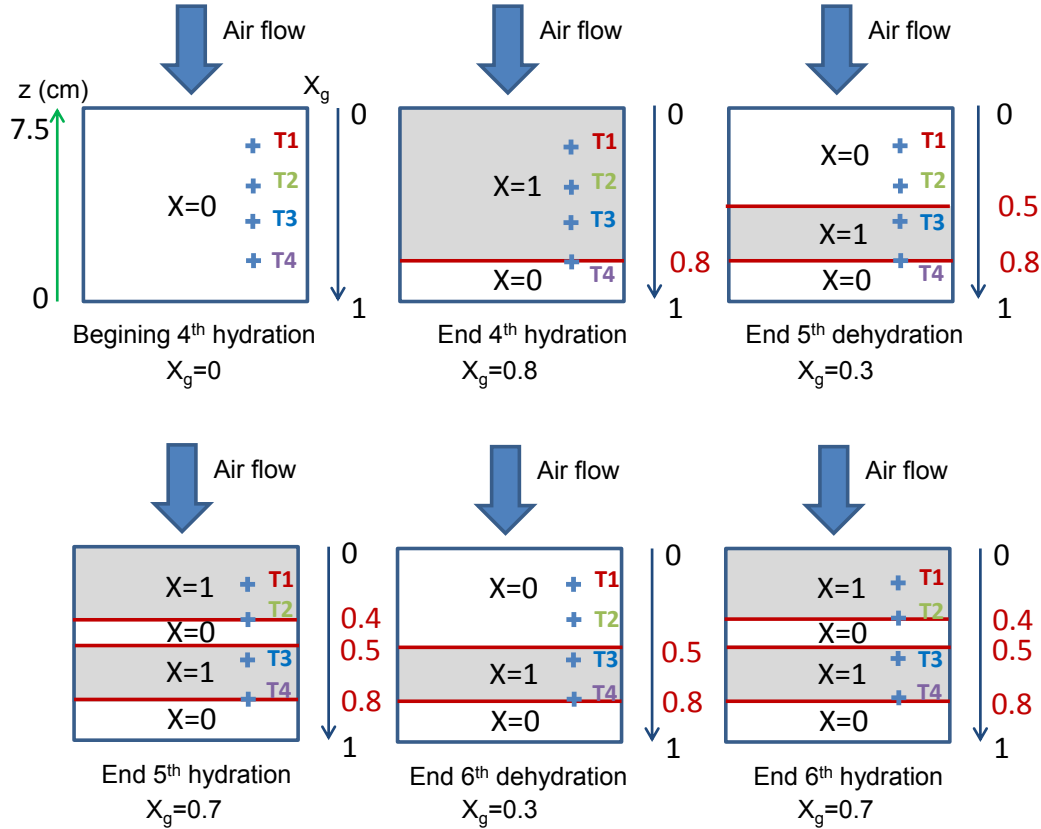 Air flow
Air flow
Air flow
z (cm)
7.5
0
X=0
T1
T2
T3
T4
Xg
0
1
Begining 4th hydration
Xg=0
X=1
T1
T2
T3
X=0
T4
0
0.8
1
End 4th hydration
Xg=0.8
X=0
T1
T2
X=1
T3
X=0
T4
0
0.5
0.8
1
End 5th dehydration
Xg=0.3
Air flow
Air flow
Air flow
X=1
T1
T2
X=0
X=1
T3
T4
X=0
0
0.4
0.5
0.8
1
End 5th hydration
Xg=0.7
X=0
T1
T2
X=1
T3
T4
X=0
0
0.5
0.8
1
End 6th dehydration
Xg=0.3
X=1
T1
T2
X=0
X=1
T3
T4
X=0
0
0.4
0.5
0.8
1
End 6th hydration
Xg=0.7